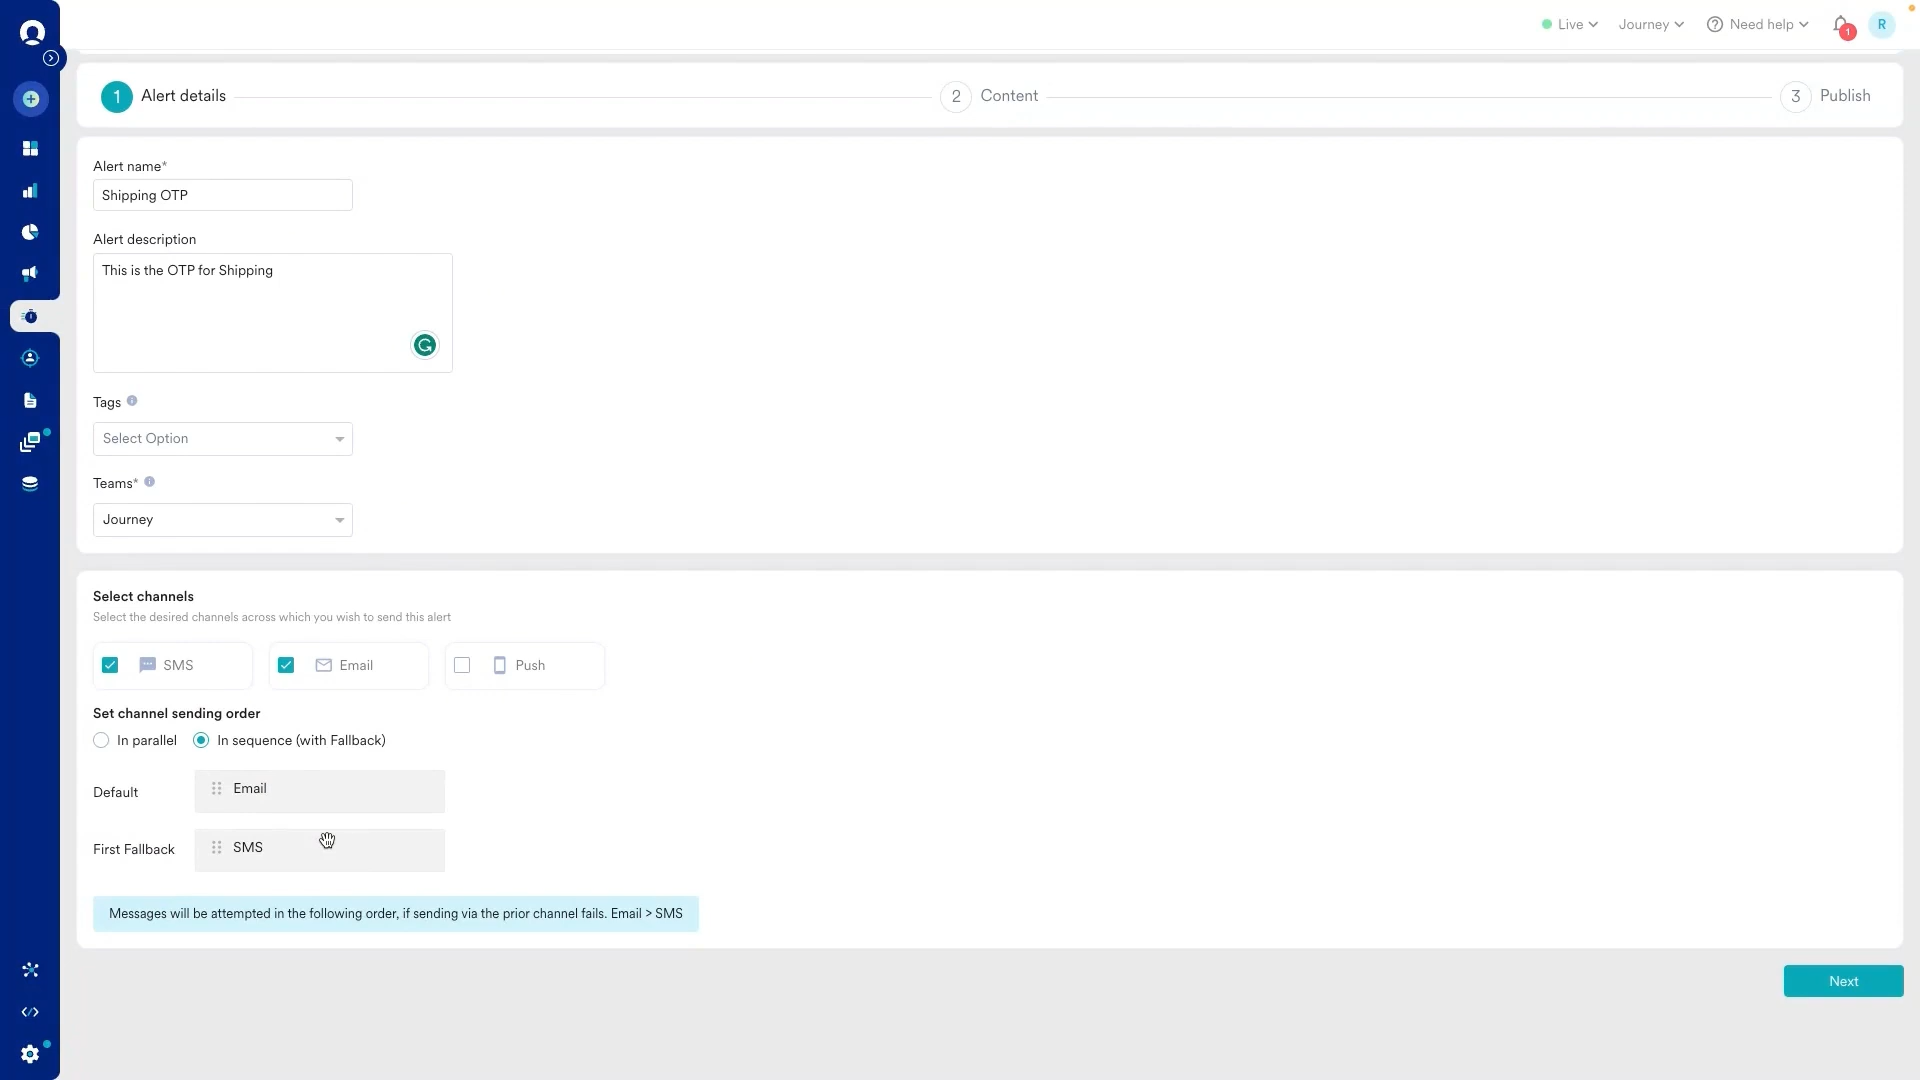 Live
Journey
Need help
1
R
1 Alert details
2 Content
3 Publish
Alert name*
Shipping OTP
Alert description
This is the OTP for Shipping
Tags
Select Option
Teams*
Journey
Select channels
Select the desired channels across which you wish to send this alert
SMS
Email
Push
Set channel sending order
In parallel
In sequence (with Fallback)
Default
Email
First Fallback
SMS
Messages will be attempted in the following order, if sending via the prior channel fails. Email > SMS
Next